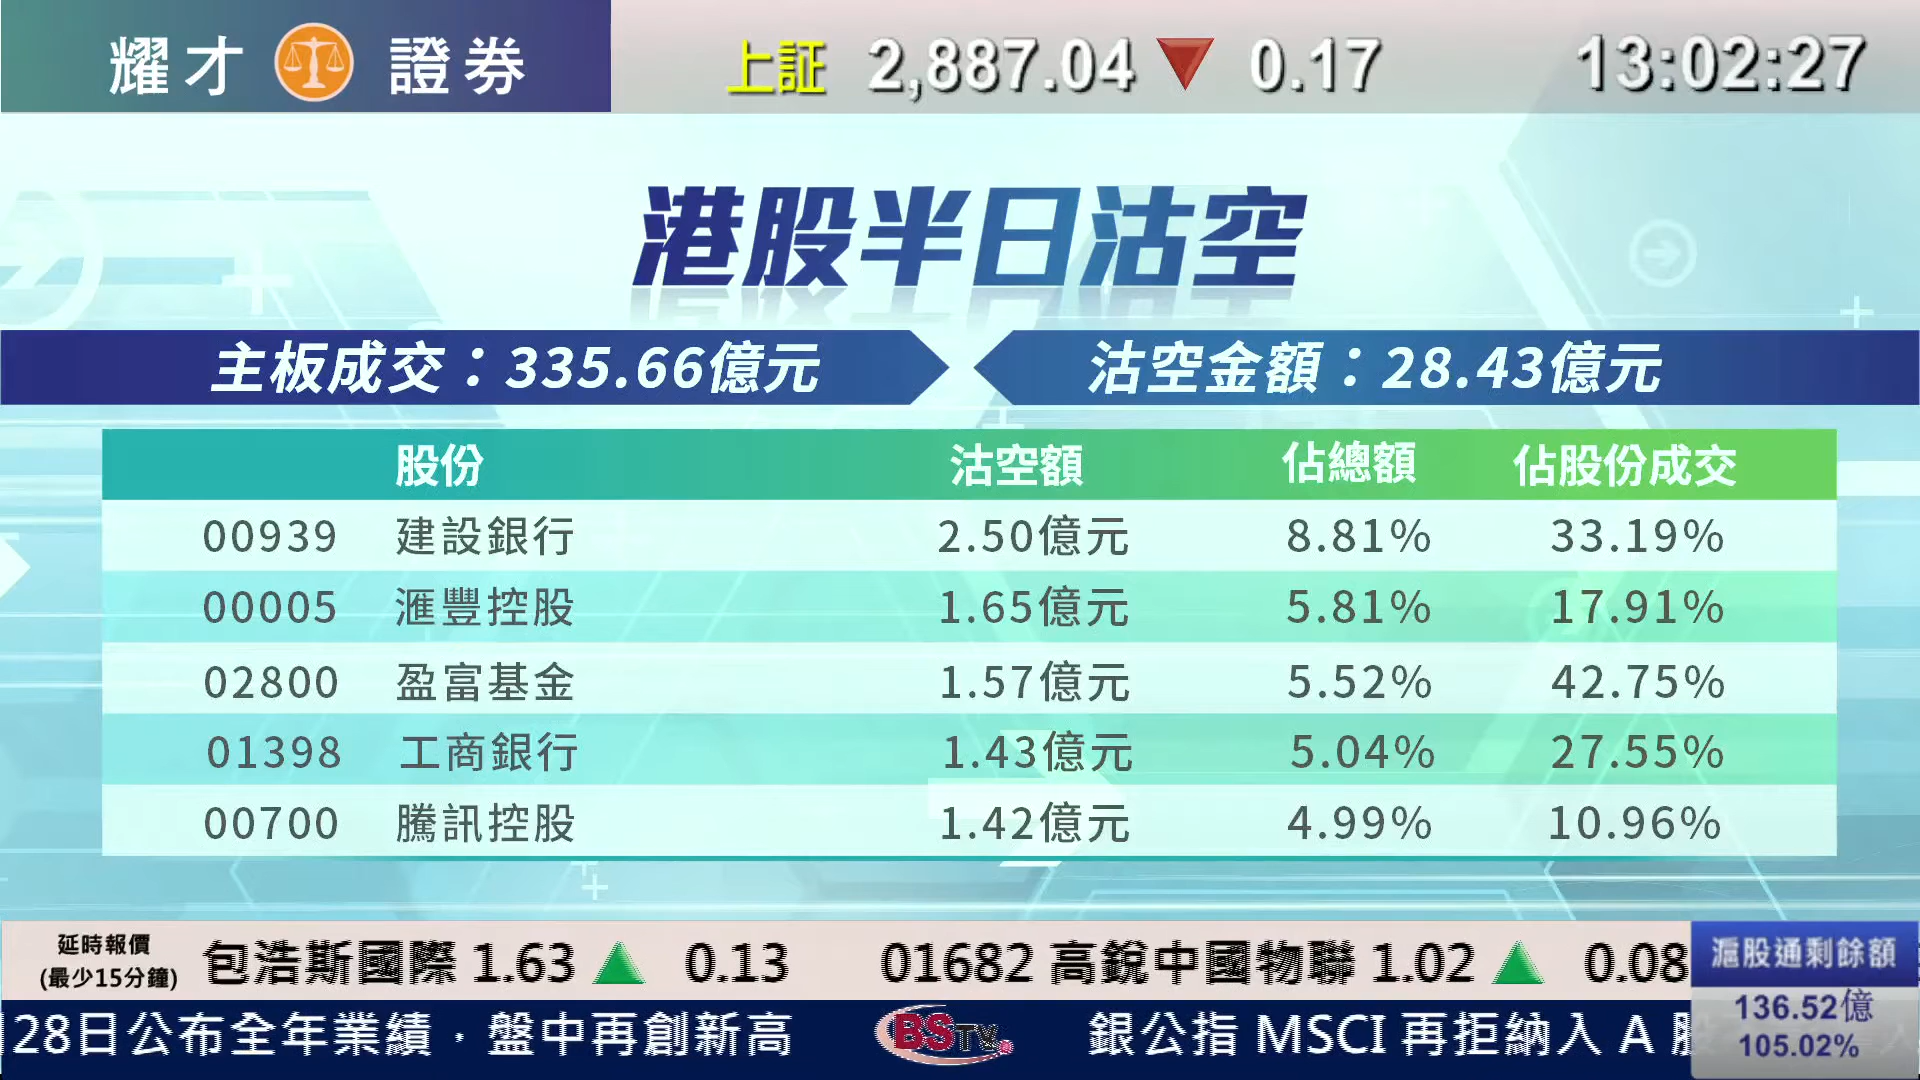 耀才 證券
上証 2,887.04 ▼ 0.17
13:02:27
港股半日沽空
主板成交：335.66億元
沽空金額：28.43億元
股份 沽空額 佔總額 佔股份成交
00939 建設銀行 2.50億元 8.81% 33.19%
00005 滙豐控股 1.65億元 5.81% 17.91%
02800 盈富基金 1.57億元 5.52% 42.75%
01398 工商銀行 1.43億元 5.04% 27.55%
00700 騰訊控股 1.42億元 4.99% 10.96%
延時報價
(最少15分鐘)
包浩斯國際 1.63 ▲ 0.13 01682 高銳中國物聯 1.02 ▲ 0.08
滬股通剩餘額
136.52億
105.02%
28日公布全年業績，盤中再創新高 BSTV 銀公指 MSCI 再拒納入 A 股